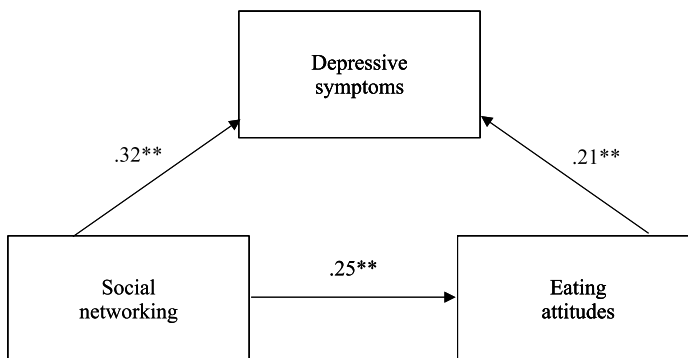 Depressive
symptoms
.32**
.21**
.25**
Social
networking
Eating
attitudes